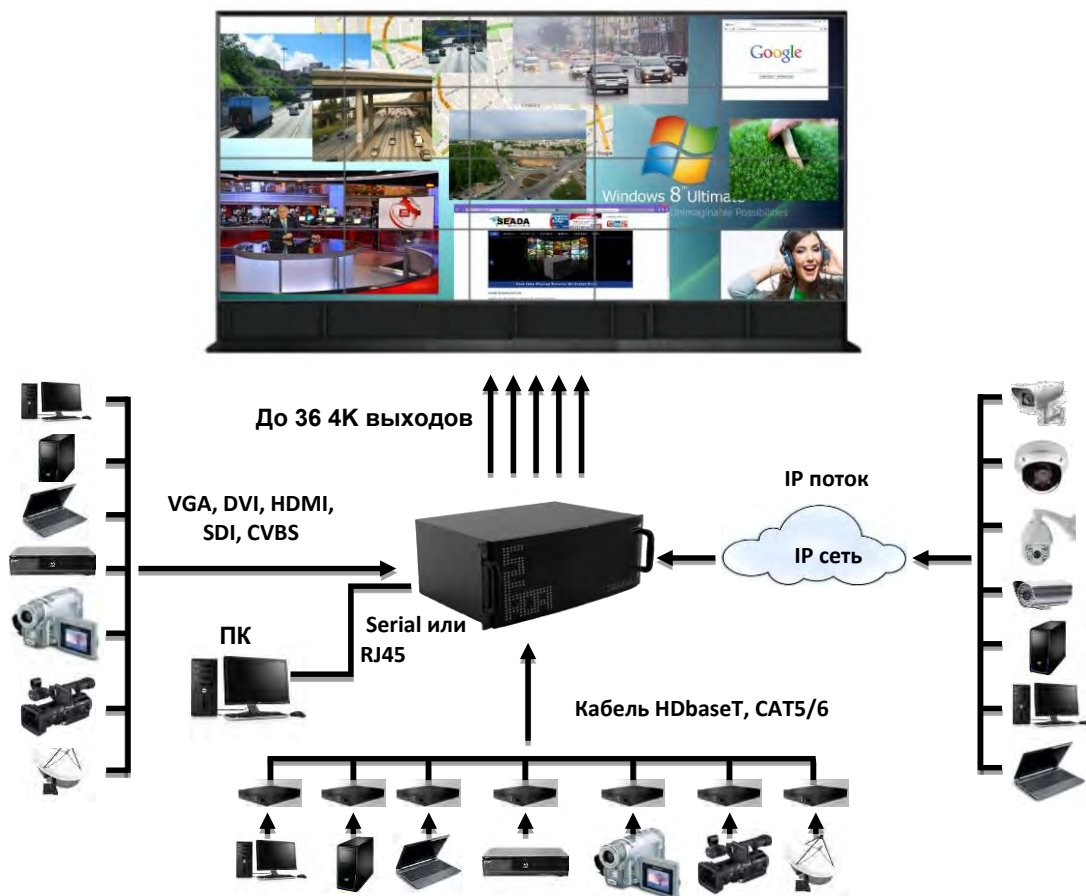 Google
Windows 8 Ultimate
Unimaginable Possibilities
SEADA
До 36 4K выходов
VGA, DVI, HDMI,
SDI, CVBS
IP поток
IP сеть
ПК
Serial или
RJ45
Кабель HDbaseT, CAT5/6